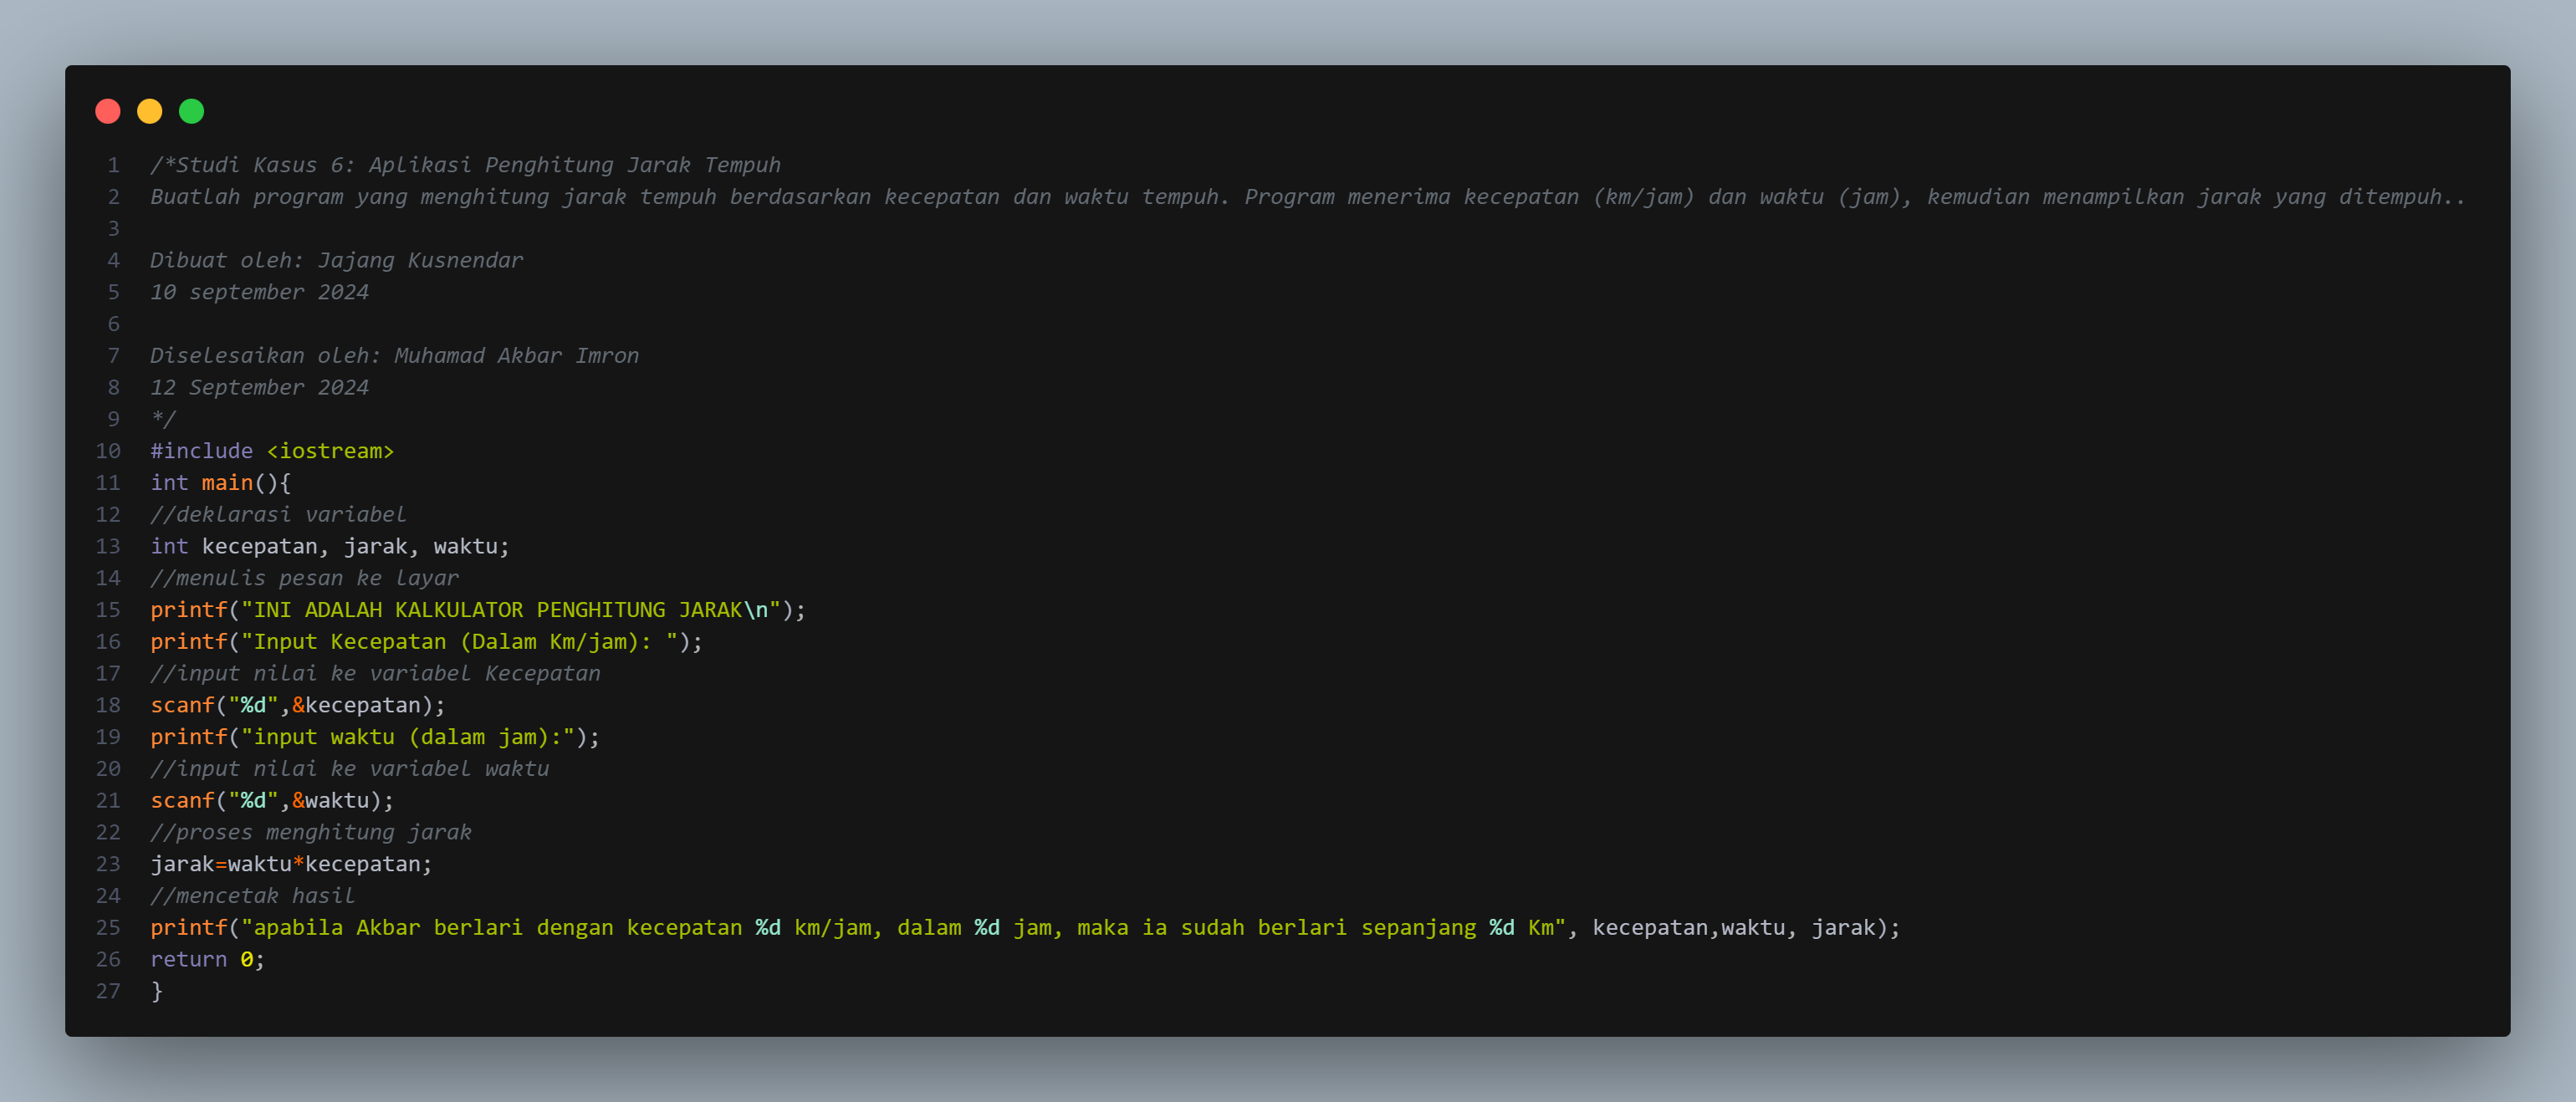 1 /*Studi Kasus 6: Aplikasi Penghitung Jarak Tempuh
2 Buatlah program yang menghitung jarak tempuh berdasarkan kecepatan dan waktu tempuh. Program menerima kecepatan (km/jam) dan waktu (jam), kemudian menampilkan jarak yang ditempuh..
3
4 Dibuat oleh: Jajang Kusnendar
5 10 september 2024
6
7 Diselesaikan oleh: Muhamad Akbar Imron
8 12 September 2024
9 */
10 #include <iostream>
11 int main(){
12 //deklarasi variabel
13 int kecepatan, jarak, waktu;
14 //menulis pesan ke layar
15 printf("INI ADALAH KALKULATOR PENGHITUNG JARAK\n");
16 printf("Input Kecepatan (Dalam Km/jam): ");
17 //input nilai ke variabel Kecepatan
18 scanf("%d",&kecepatan);
19 printf("input waktu (dalam jam):");
20 //input nilai ke variabel waktu
21 scanf("%d",&waktu);
22 //proses menghitung jarak
23 jarak=waktu*kecepatan;
24 //mencetak hasil
25 printf("apabila Akbar berlari dengan kecepatan %d km/jam, dalam %d jam, maka ia sudah berlari sepanjang %d Km", kecepatan,waktu, jarak);
26 return 0;
27 }